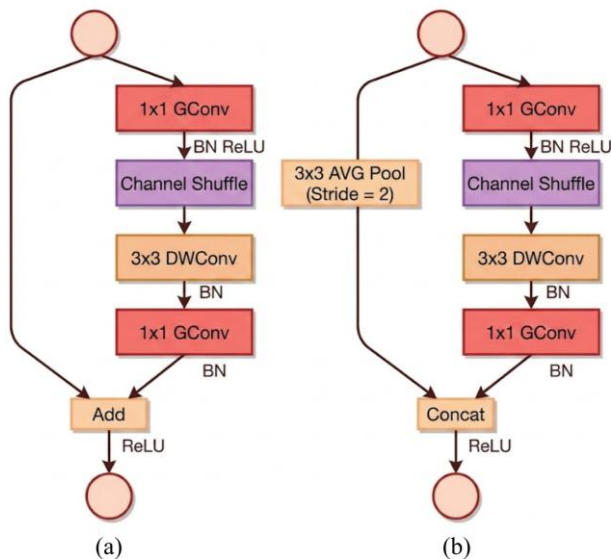 1x1 GConv
BN ReLU
Channel Shuffle
3x3 DWConv
BN
1x1 GConv
BN
Add
ReLU
(a)
1x1 GConv
BN ReLU
3x3 AVG Pool
(Stride = 2)
Channel Shuffle
3x3 DWConv
BN
1x1 GConv
BN
Concat
ReLU
(b)